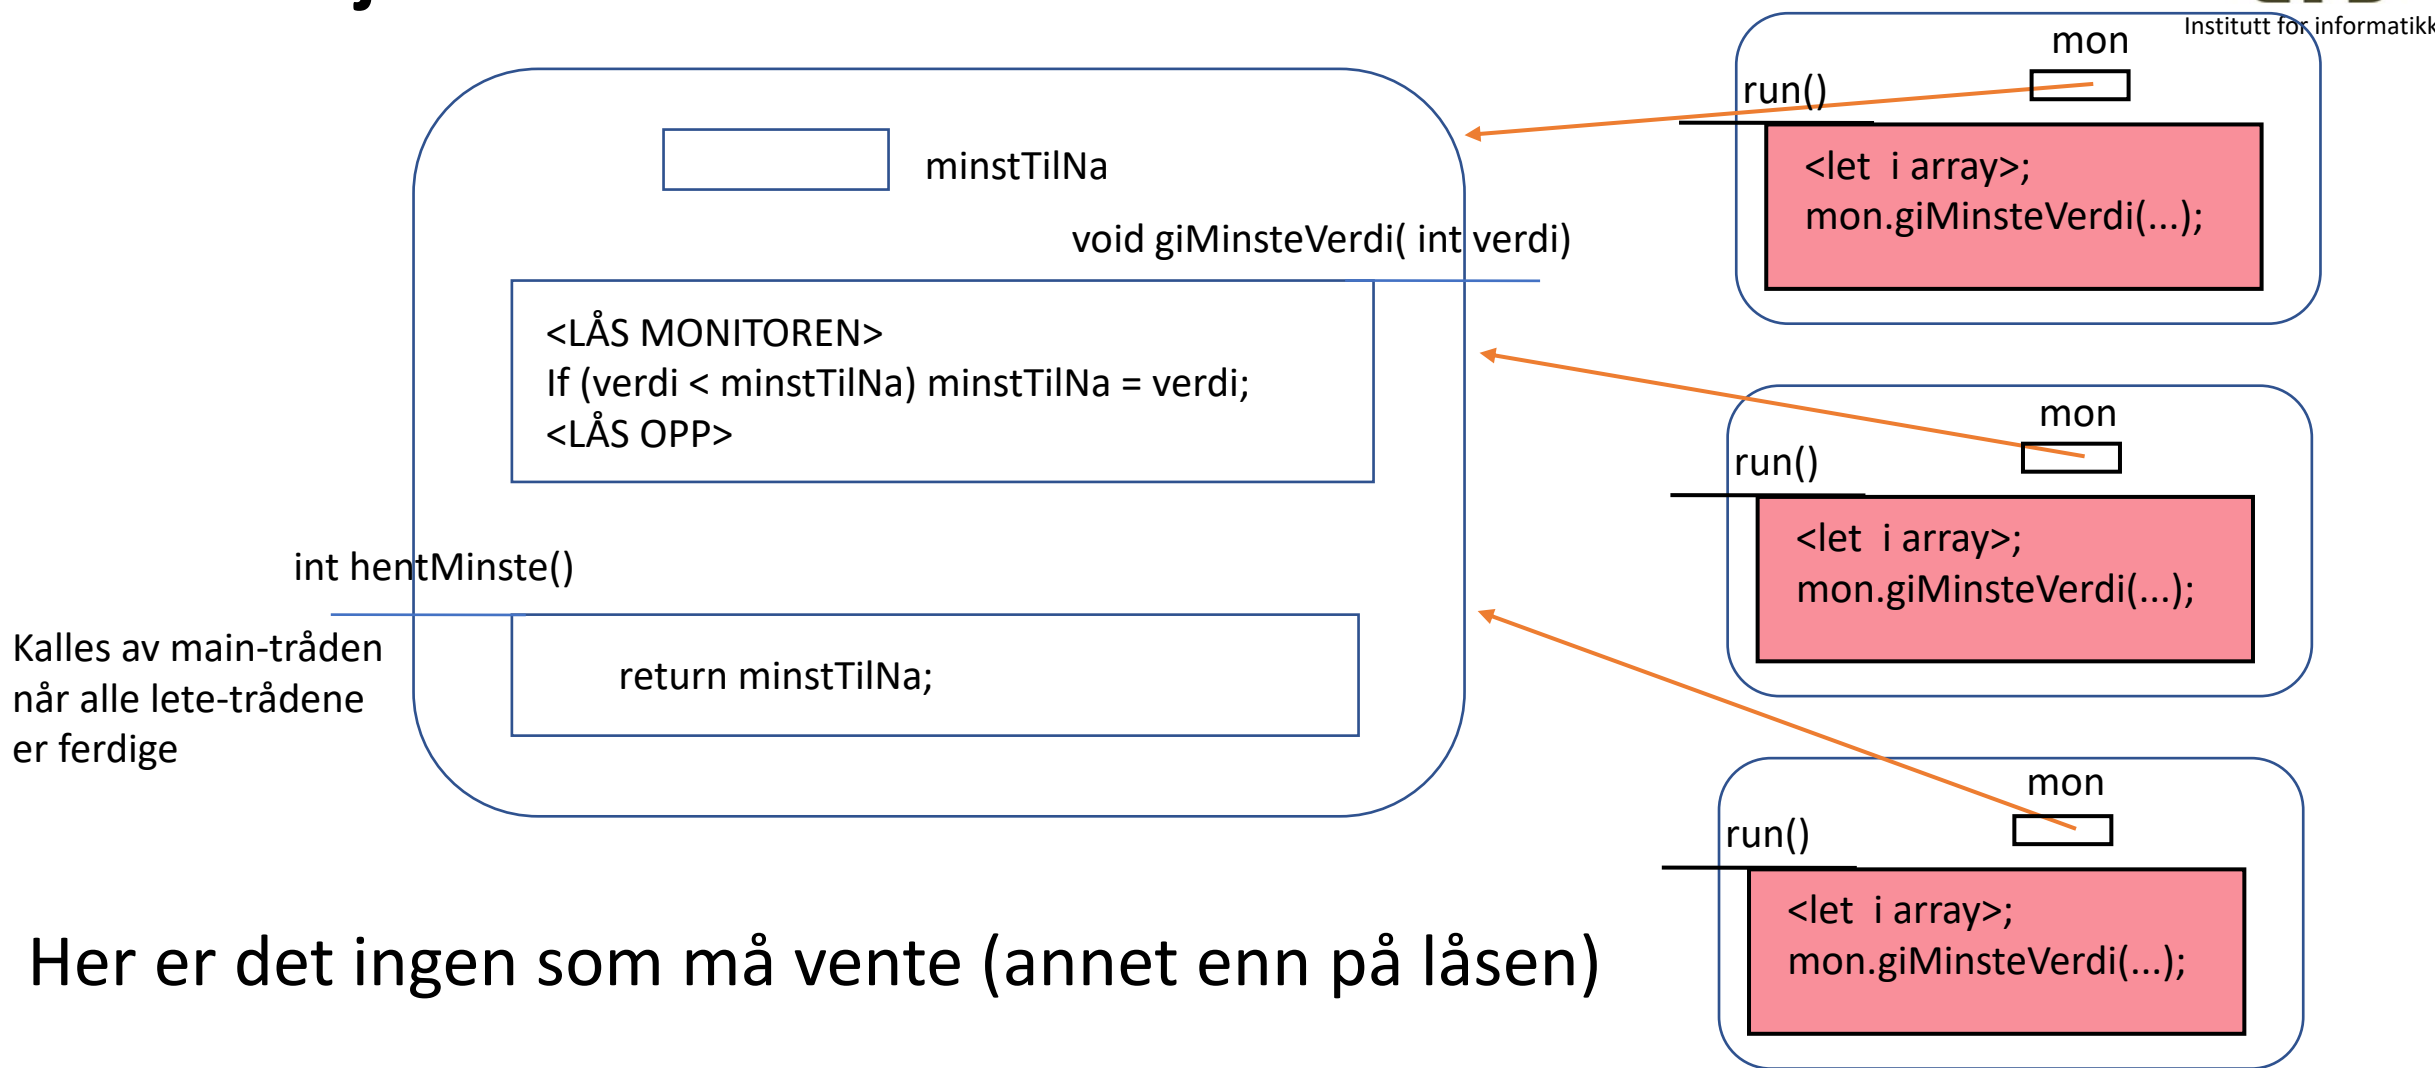 Institutt for informatikk
minstTilNa
void giMinsteVerdi( int verdi)
<LÅS MONITOREN>
If (verdi < minstTilNa) minstTilNa = verdi;
<LÅS OPP>
int hentMinste()
Kalles av main-tråden
når alle lete-trådene
er ferdige
return minstTilNa;
Her er det ingen som må vente (annet enn på låsen)
mon
run()
<let i array>;
mon.giMinsteVerdi(...);
mon
run()
<let i array>;
mon.giMinsteVerdi(...);
mon
run()
<let i array>;
mon.giMinsteVerdi(...);